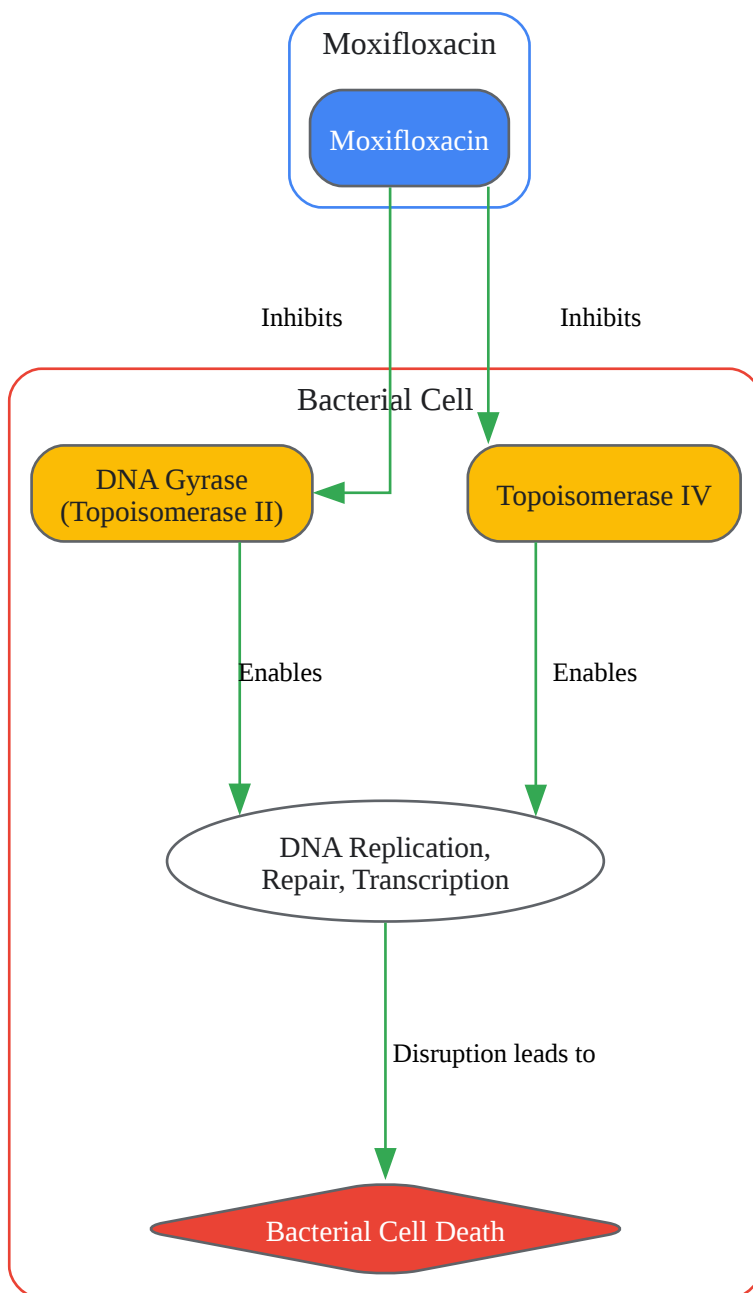 Moxifloxacin
Moxifloxacin
Inhibits
Inhibits
Bacterial Cell
DNA Gyrase
(Topoisomerase II)
Topoisomerase IV
Enables
Enables
DNA Replication,
Repair, Transcription
Disruption leads to
Bacterial Cell Death